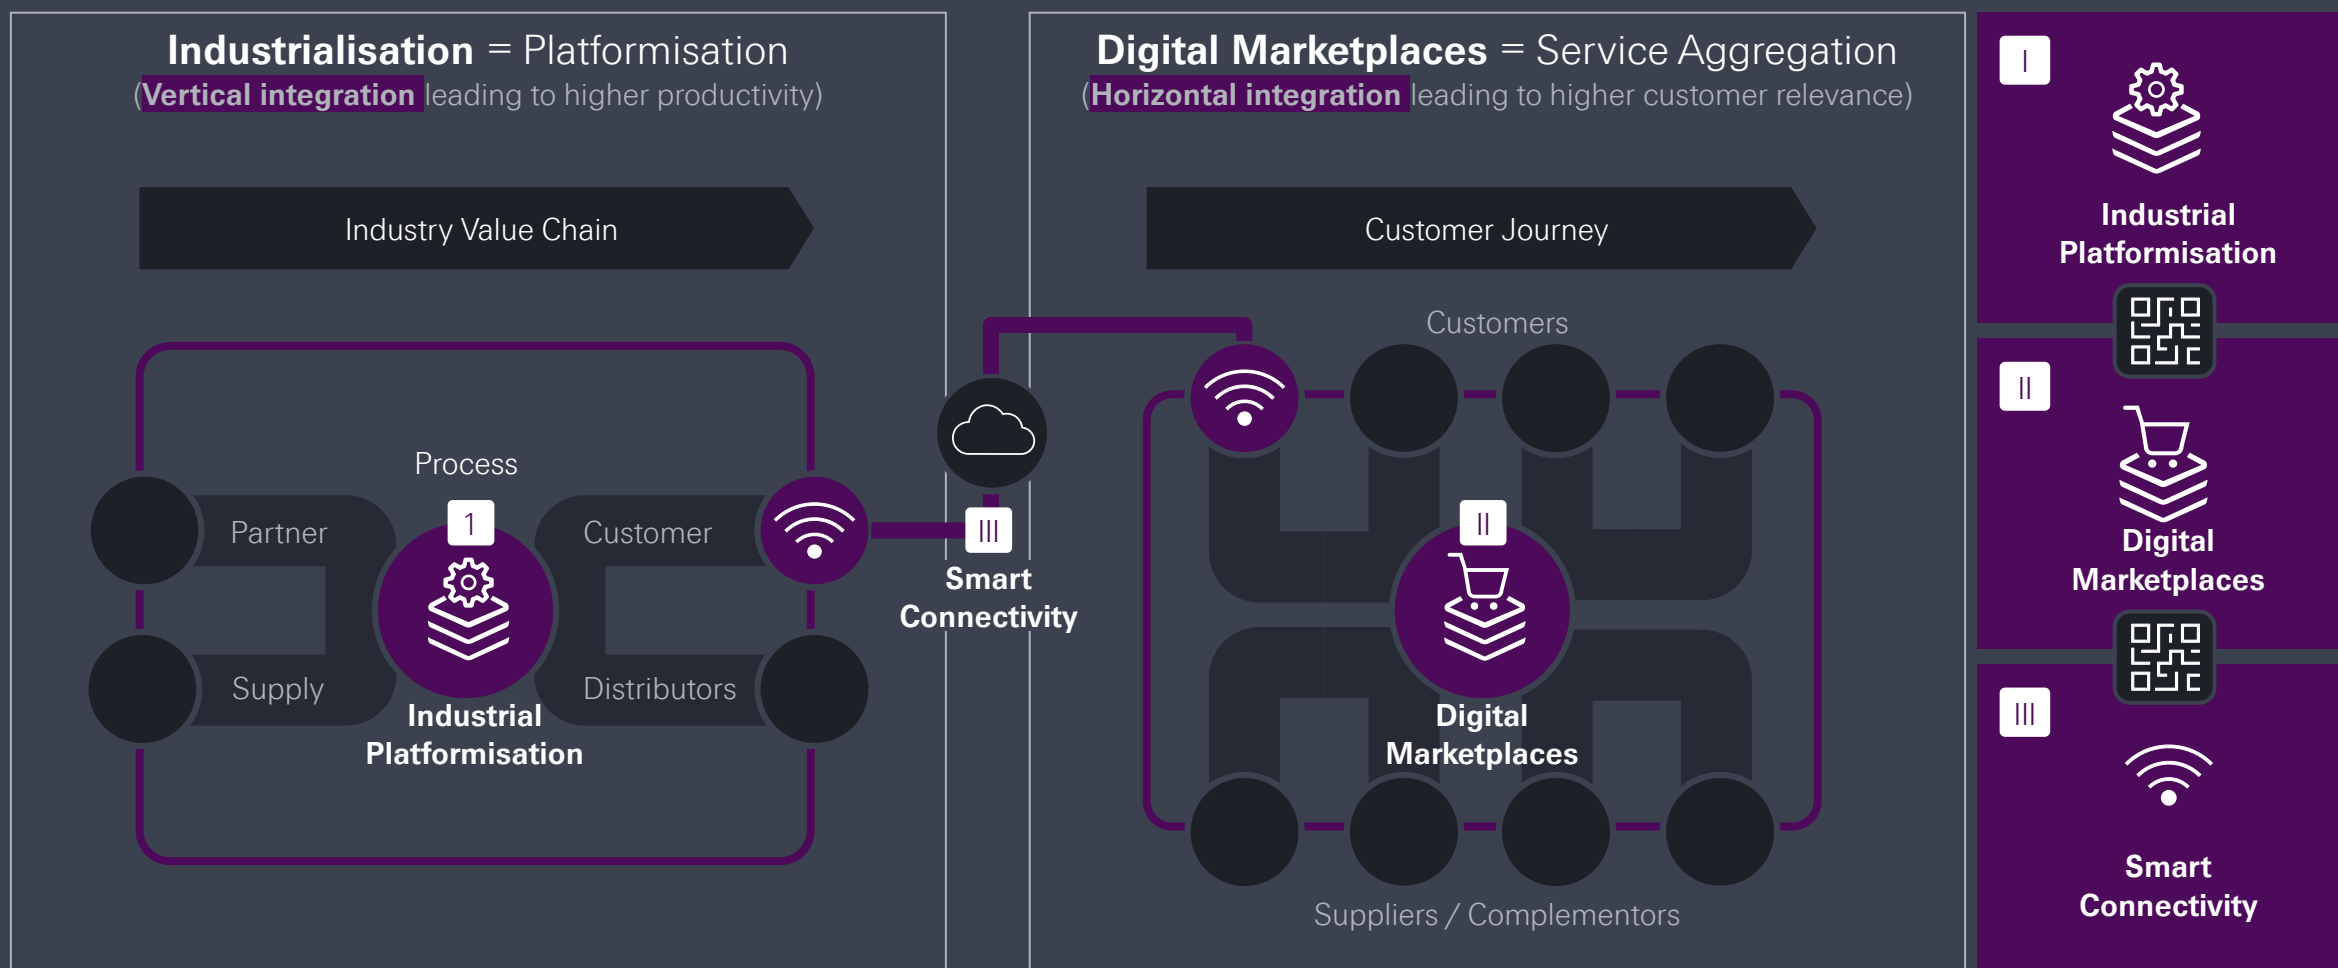 Industrialisation = Platformisation
(Vertical integration leading to higher productivity)
Industry Value Chain
Process
Partner
Customer
1
Supply
Distributors
Industrial
Platformisation
III
Smart
Connectivity
Digital Marketplaces = Service Aggregation
(Horizontal integration leading to higher customer relevance)
Customer Journey
Customers
II
Digital
Marketplaces
Suppliers / Complementors
I
Industrial
Platformisation
II
Digital
Marketplaces
III
Smart
Connectivity